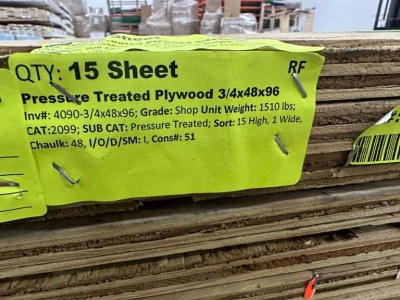 QTY: 15 Sheet RF
Pressure Treated Plywood 3/4x48x96
Inv#: 4090-3/4x48x96; Grade: Shop Unit Weight: 1510 lbs;
CAT:2099; SUB CAT: Pressure Treated; Sort: 15 High, 1 Wide,
Chaulk: 48, I/O/D/SM: I, Cons#: 51